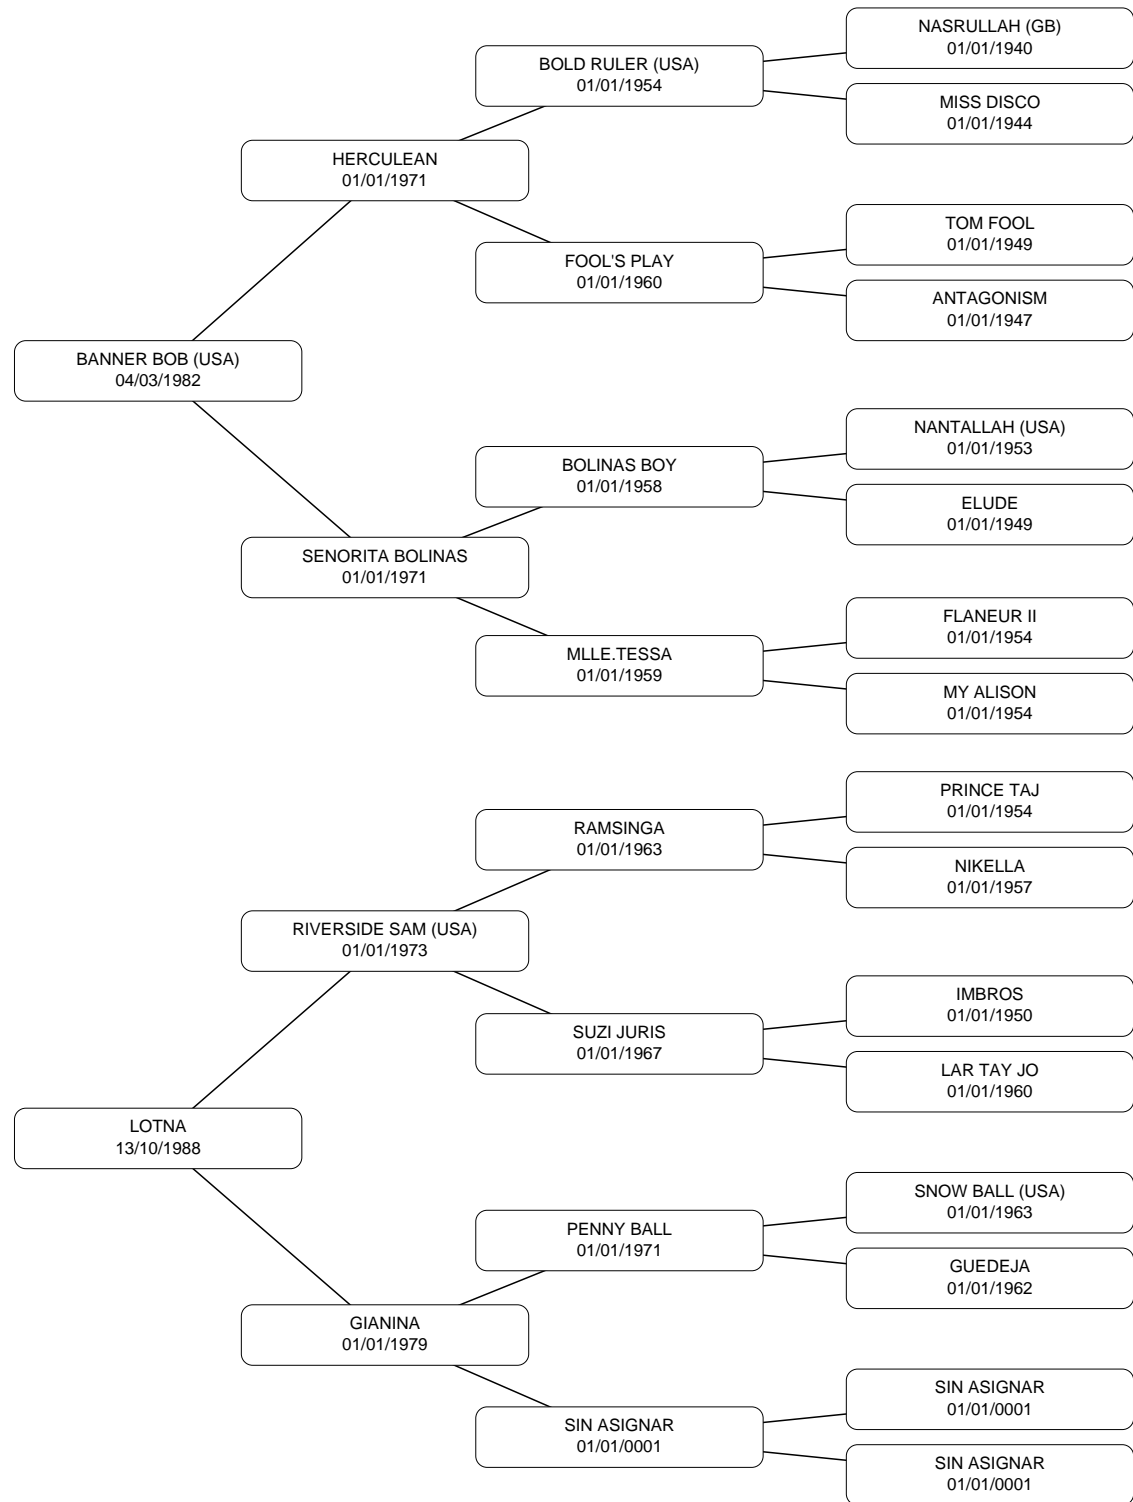 NASRULLAH (GB)
01/01/1940
BOLD RULER (USA)
01/01/1954
MISS DISCO
01/01/1944
HERCULEAN
01/01/1971
TOM FOOL
01/01/1949
FOOL'S PLAY
01/01/1960
ANTAGONISM
01/01/1947
BANNER BOB (USA)
04/03/1982
NANTALLAH (USA)
01/01/1953
BOLINAS BOY
01/01/1958
ELUDE
01/01/1949
SENORITA BOLINAS
01/01/1971
FLANEUR II
01/01/1954
MLLE.TESSA
01/01/1959
MY ALISON
01/01/1954
PRINCE TAJ
01/01/1954
RAMSINGA
01/01/1963
NIKELLA
01/01/1957
RIVERSIDE SAM (USA)
01/01/1973
IMBROS
01/01/1950
SUZI JURIS
01/01/1967
LAR TAY JO
01/01/1960
LOTNA
13/10/1988
SNOW BALL (USA)
01/01/1963
PENNY BALL
01/01/1971
GUEDEJA
01/01/1962
GIANINA
01/01/1979
SIN ASIGNAR
01/01/0001
SIN ASIGNAR
01/01/0001
SIN ASIGNAR
01/01/0001